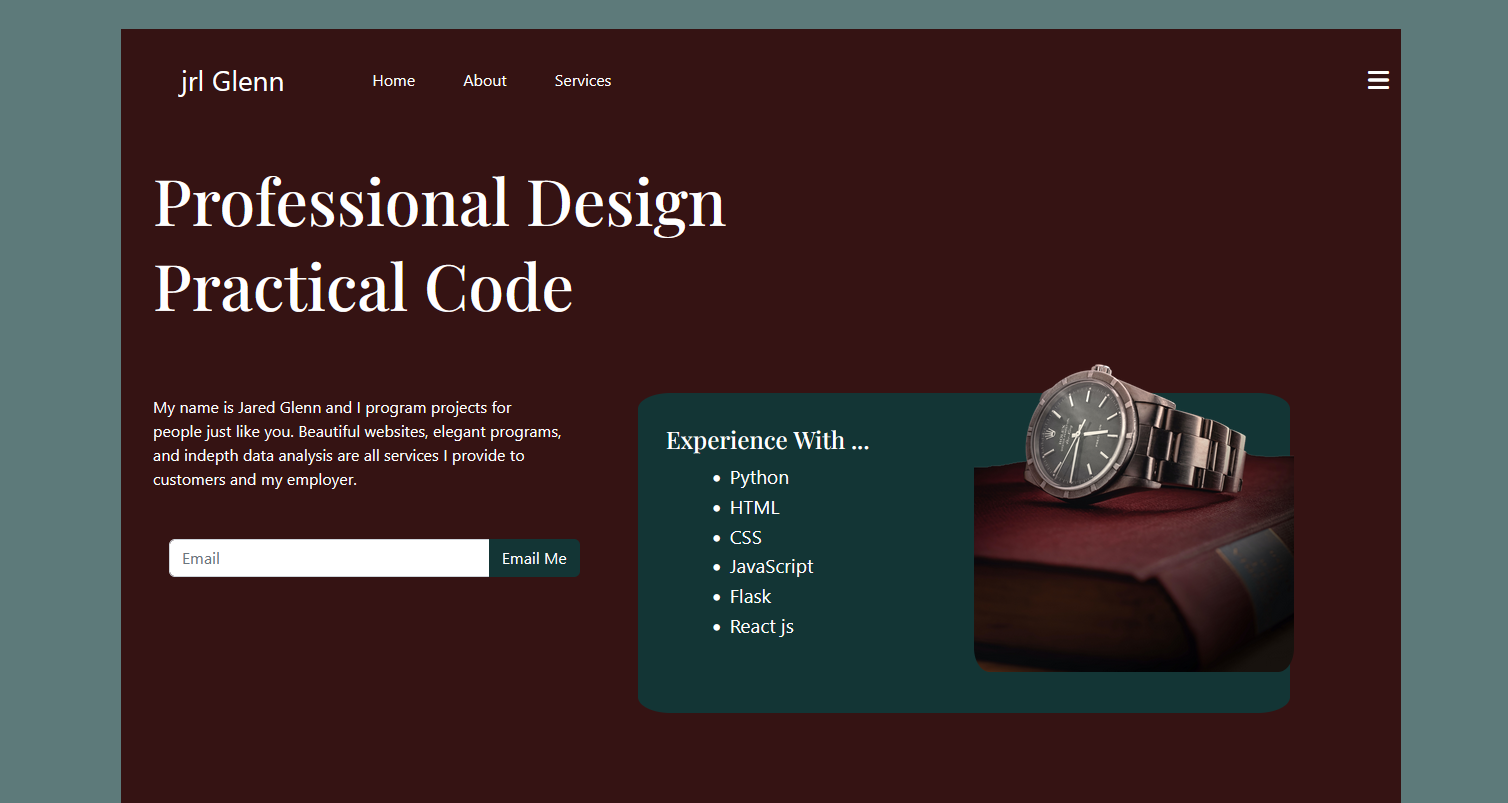 jrl Glenn
Home About Services
Professional Design
Practical Code
My name is Jared Glenn and I program projects for
people just like you. Beautiful websites, elegant programs,
and indepth data analysis are all services I provide to
customers and my employer.
Email
Email Me
Experience With ...
• Python
• HTML
• CSS
• JavaScript
• Flask
• React js